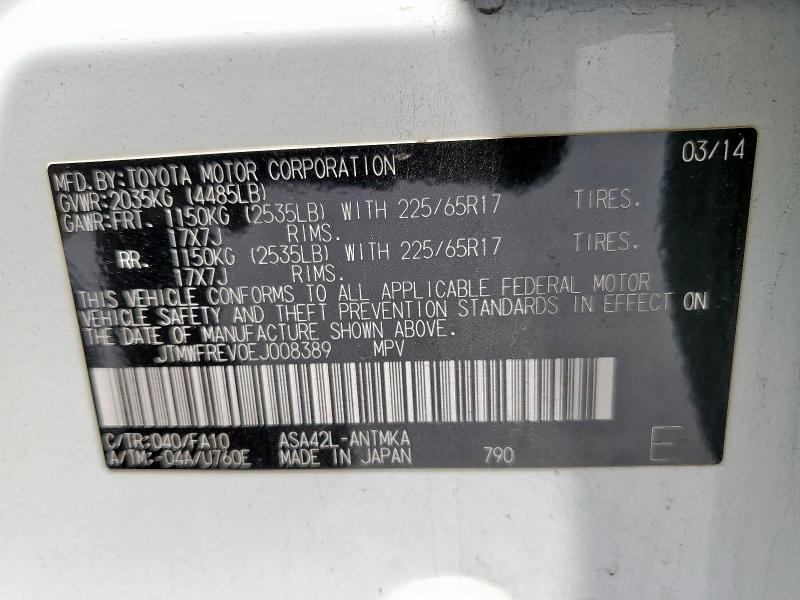 MFD. BY: TOYOTA MOTOR CORPORATION 03/14
GVWR: 2035KG (4485LB)
GAWR: FRT. 1150KG (2535LB) WITH 225/65R17 TIRES.
17X7J RIMS.
RR. 1150KG (2535LB) WITH 225/65R17 TIRES.
17X7J RIMS.
THIS VEHICLE CONFORMS TO ALL APPLICABLE FEDERAL MOTOR
VEHICLE SAFETY AND THEFT PREVENTION STANDARDS IN EFFECT ON
THE DATE OF MANUFACTURE SHOWN ABOVE.
JTMWFREV0EJ008389 MPV
C/TR: 040/FA10 ASA42L-ANTMKA
A/TM: -04A/U760E MADE IN JAPAN 790 E